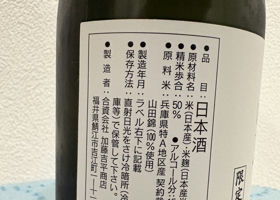 ●品目：日本酒
●原材料名：米（日本産）・米麹（日本産
●精米歩合：50％ ●アルコール分
●原料米：兵庫県特A地区産 契約
山田錦（100％使用）
●製造年月：ラベル右下に記載
●保存方法：直射日光をさけ冷暗所（冷
庫等）で保管して下さい。
●製造者：合資会社 加藤吉平商店
福井県鯖江市吉江町1-1
限定